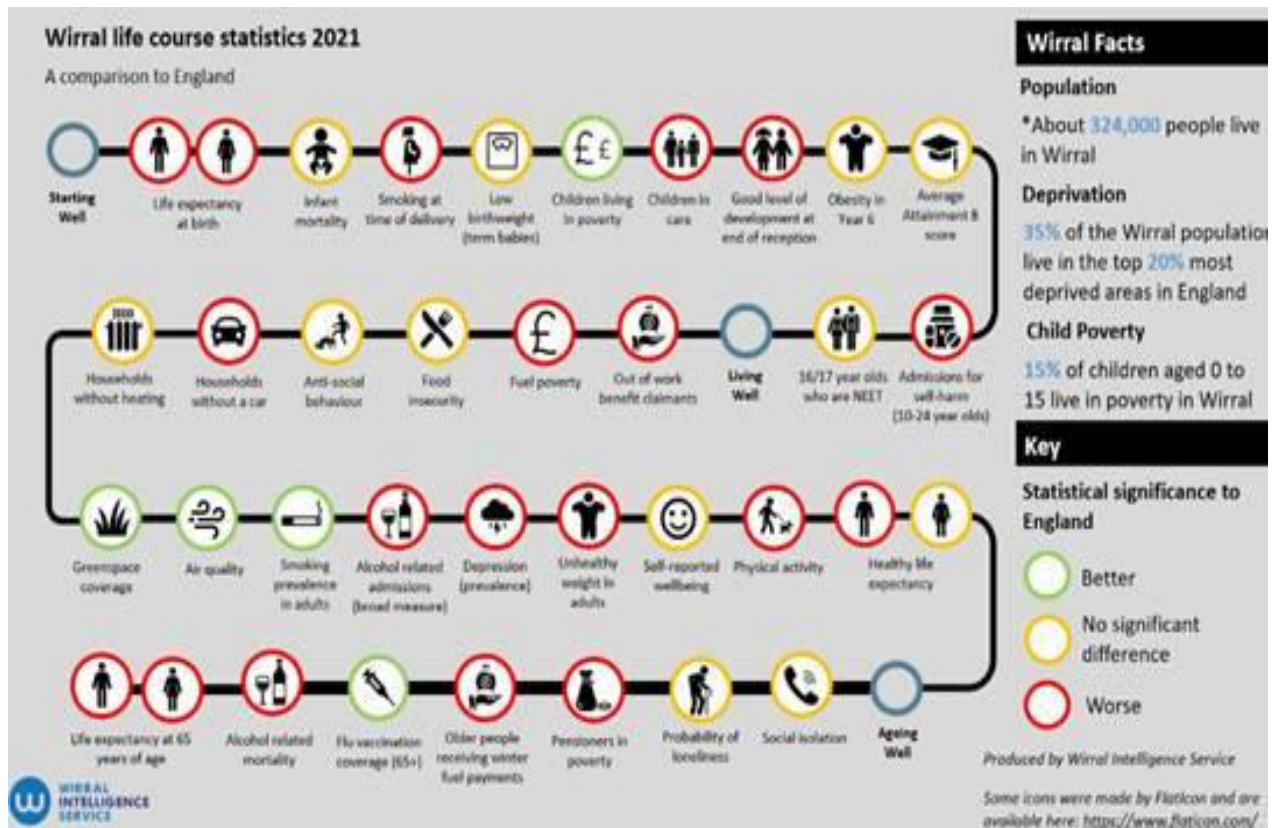 Wirral life course statistics 2021
A comparison to England
Starting
Well
Life expectancy
at birth
Infant
mortality
Smoking at
time of delivery
Low
birthweight
(term babies)
Children living
in poverty
Children in
care
Good level of
development at
end of reception
Obesity in
Year 6
Average
Attainment 8
score
Households
without heating
Households
without a car
Anti-social
behaviour
Food
insecurity
Fuel poverty
Out of work
benefit claimants
Living
Well
16/17 year olds
who are NEET
Admissions for
self-harm
(10-24 year olds)
Greenspace
coverage
Air quality
Smoking
prevalence
in adults
Alcohol related
admissions
(broad measure)
Depression
(prevalence)
Unhealthy
weight in
adults
Self-reported
wellbeing
Physical activity
Healthy life
expectancy
Life expectancy at 65
years of age
Alcohol related
mortality
Flu vaccination
coverage (65+)
Older people
receiving winter
fuel payments
Pensioners in
poverty
Probability of
loneliness
Social isolation
Ageing
Well
W
WIRRAL
INTELLIGENCE
SERVICE
Wirral Facts
Population
*About 324,000 people live
in Wirral
Deprivation
35% of the Wirral population
live in the top 20% most
deprived areas in England
Child Poverty
15% of children aged 0 to
15 live in poverty in Wirral
Key
Statistical significance to
England
Better
No significant
difference
Worse
Produced by Wirral Intelligence Service
Some icons were made by Flaticon and are
available here: https://www.flaticon.com/